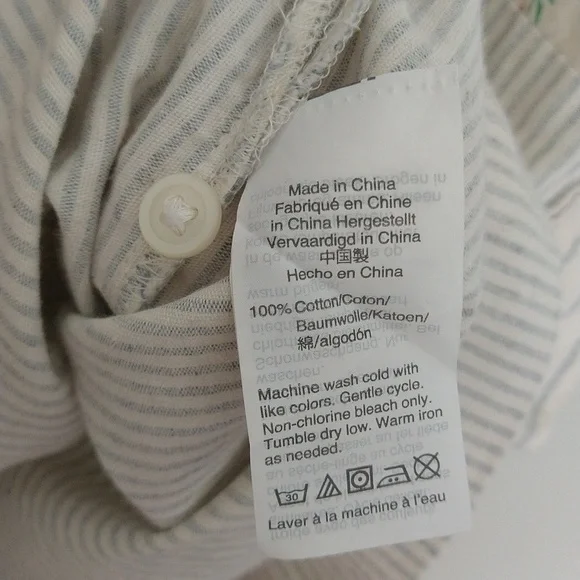 Made in China
Fabriqué en Chine
in China Hergestellt
Vervaardigd in China
中国製
Hecho en China
100% Cotton/Coton/
Baumwolle/Katoen/
綿/algodón
Machine wash cold with
like colors. Gentle cycle.
Non-chlorine bleach only.
Tumble dry low. Warm iron
as needed.
30
Laver à la machine à l'eau